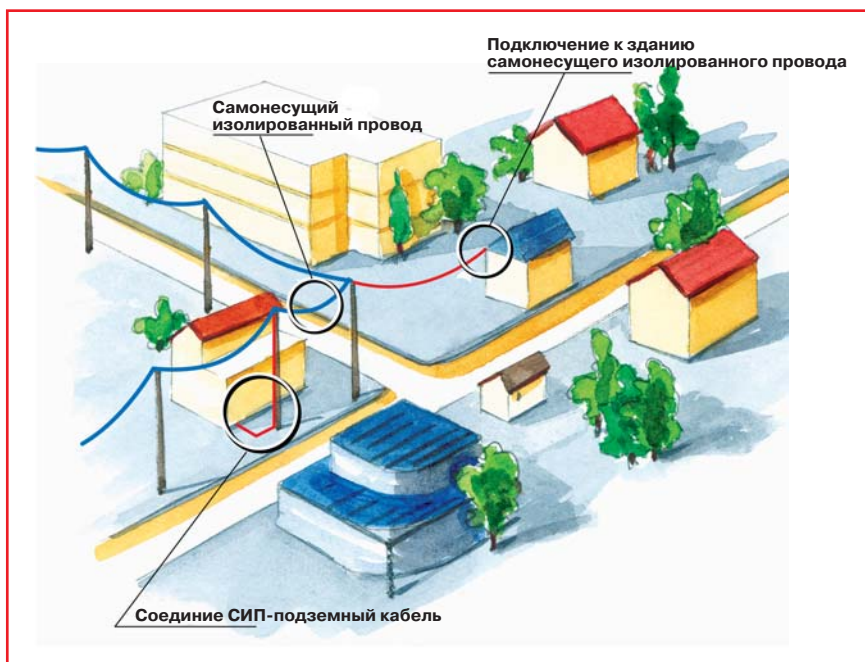 Подключение к зданию
самонесущего изолированного провода
Самонесущий
изолированный провод
Соединие СИП-подземный кабель